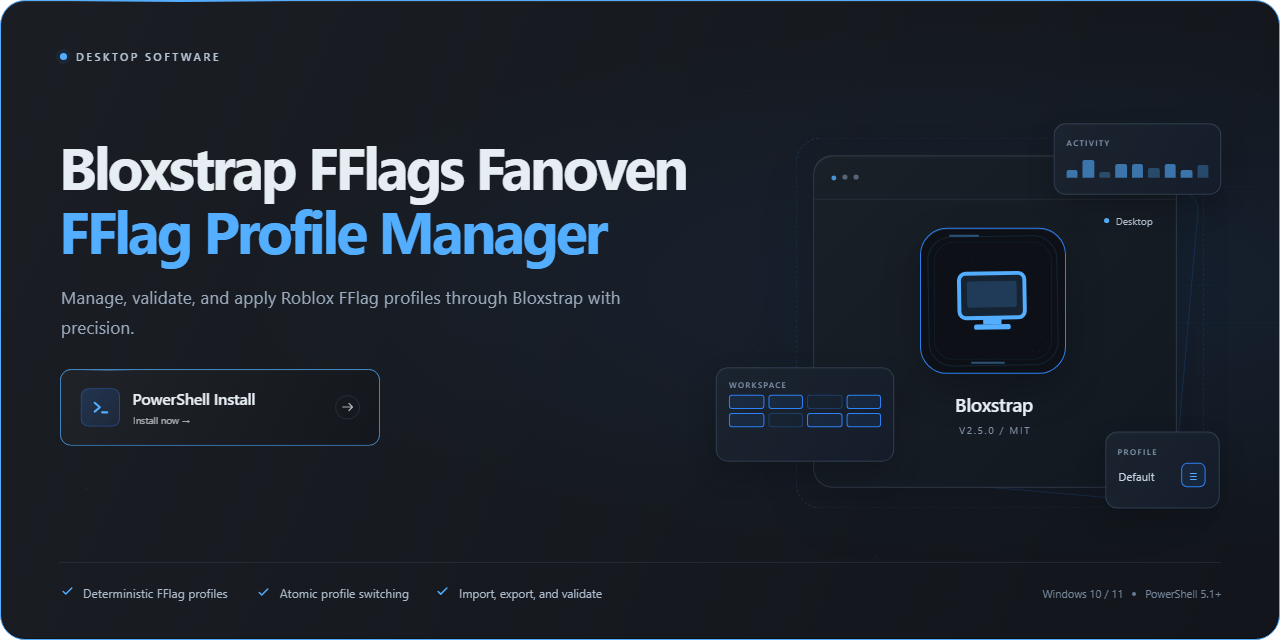 DESKTOP SOFTWARE
Bloxstrap FFlags Fanoven
FFlag Profile Manager
Manage, validate, and apply Roblox FFlag profiles through Bloxstrap with
precision.
PowerShell Install
Install now →
ACTIVITY
Desktop
WORKSPACE
Bloxstrap
V2.5.0 / MIT
PROFILE
Default
Deterministic FFlag profiles
Atomic profile switching
Import, export, and validate
Windows 10 / 11 • PowerShell 5.1+